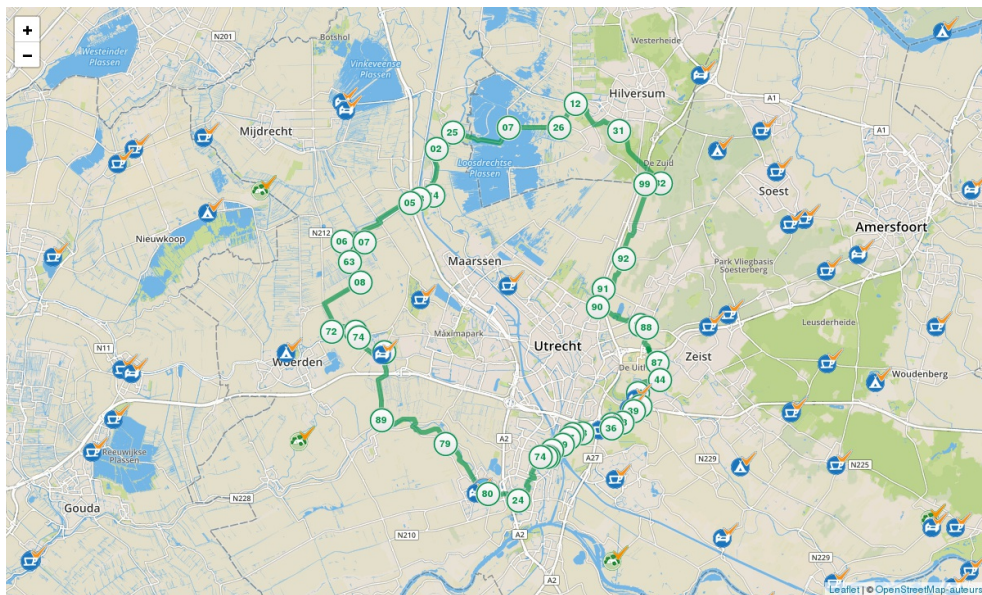 +
−
N201
Botshol
Westerheide
Westeinder
Plassen
Vinkeveense
Plassen
Hilversum
A1
12
Mijdrecht
25
07
26
31
A1
02
Loosdrechtse
Plassen
De Zuid
99
32
Soest
05
14
N212
Nieuwkoop
06
07
Amersfoort
63
Maarssen
92
Park Vliegbasis
Soesterberg
08
91
90
Leusderheide
72
74
Maximapark
88
N11
Utrecht
Zeist
87
Woerden
De Uith
44
Woudenberg
39
89
36
A2
79
74
9
A27
N229
N225
Reeuwijkse
Plassen
80
24
N228
Gouda
N210
A2
N229
A2
Leaflet | © OpenStreetMap-auteurs